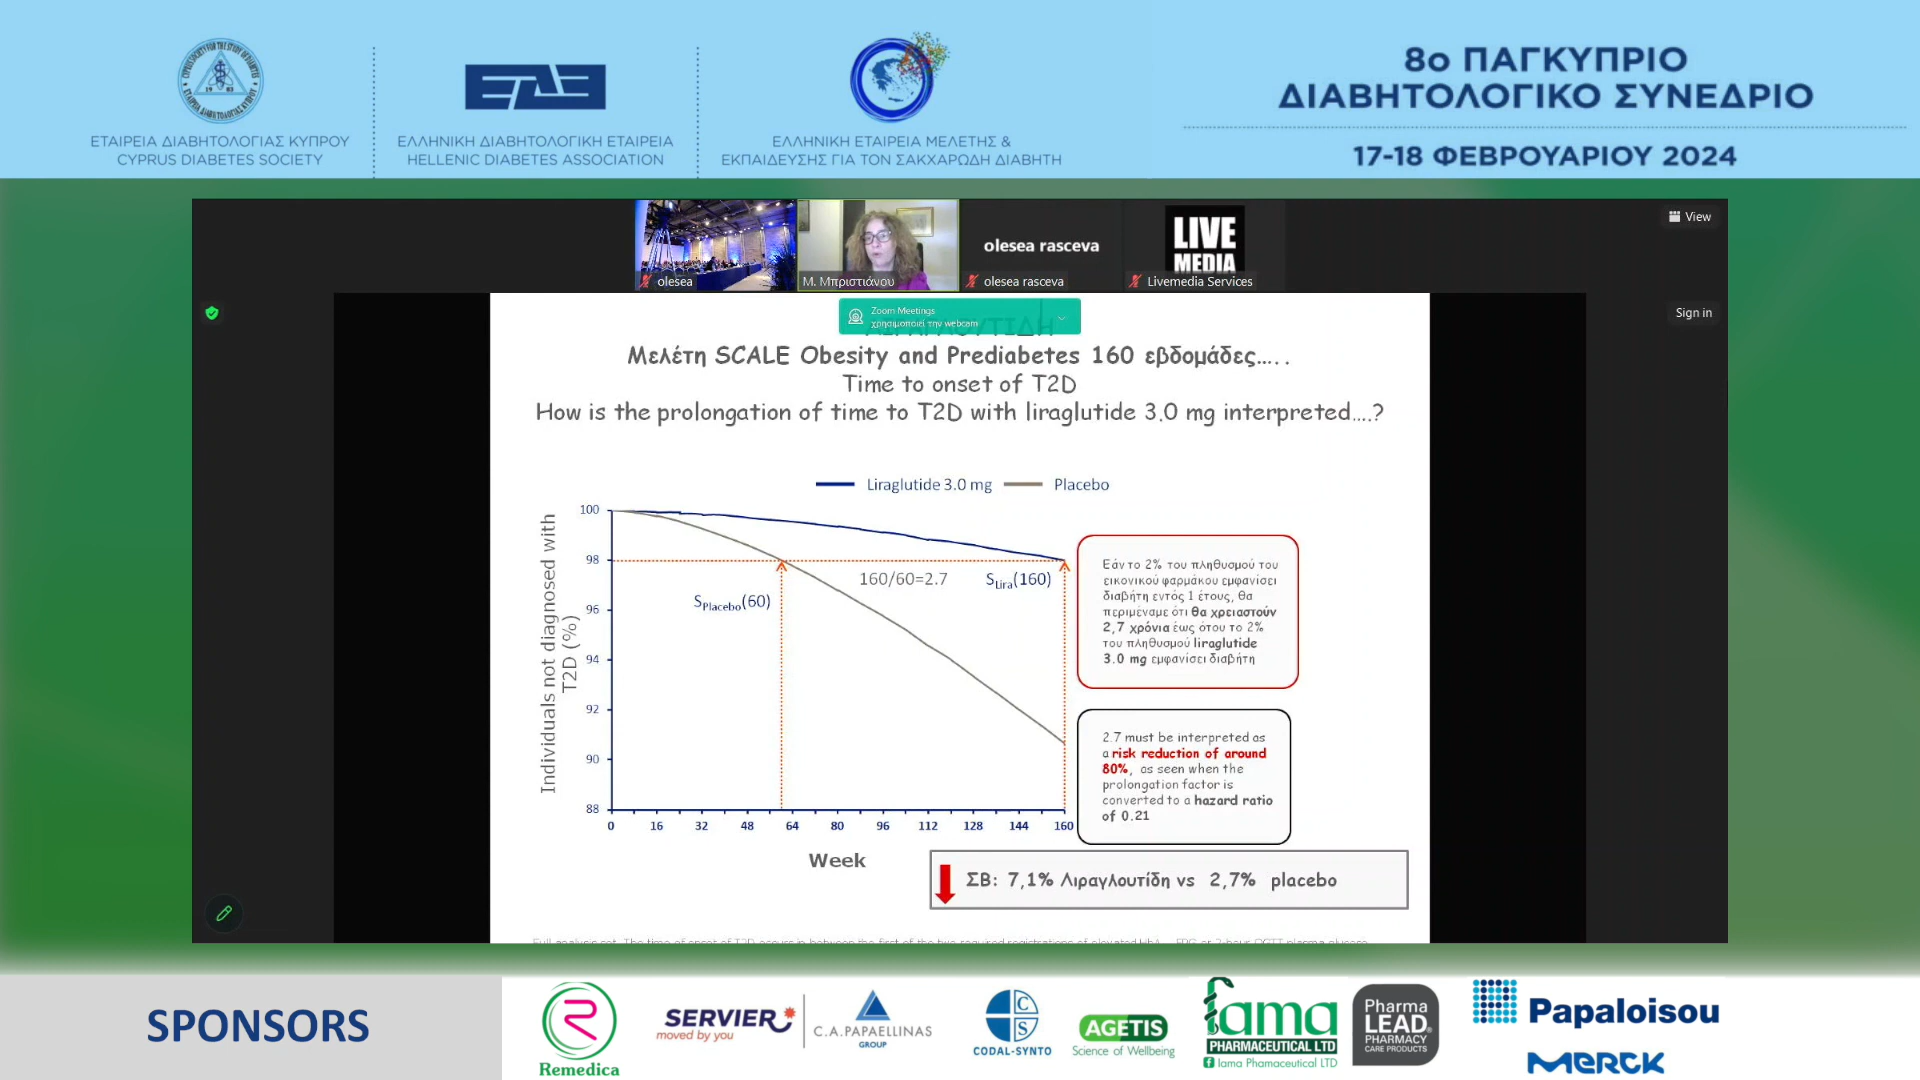 ΕΤΑΙΡΕΙΑ ΔΙΑΒΗΤΟΛΟΓΙΑΣ ΚΥΠΡΟΥ
CYPRUS DIABETES SOCIETY
ΕΛΛΗΝΙΚΗ ΔΙΑΒΗΤΟΛΟΓΙΚΗ ΕΤΑΙΡΕΙΑ
HELLENIC DIABETES ASSOCIATION
ΕΛΛΗΝΙΚΗ ΕΤΑΙΡΕΙΑ ΜΕΛΕΤΗΣ &
ΕΚΠΑΙΔΕΥΣΗΣ ΓΙΑ ΤΟΝ ΣΑΚΧΑΡΩΔΗ ΔΙΑΒΗΤΗ
8ο ΠΑΓΚΥΠΡΙΟ
ΔΙΑΒΗΤΟΛΟΓΙΚΟ ΣΥΝΕΔΡΙΟ
17-18 ΦΕΒΡΟΥΑΡΙΟΥ 2024
View
Sign in
olesea
Μ. Μπριστιάνου
olesea rasceva
olesea rasceva
LIVE
MEDIA
Livemedia Services
Zoom Meetings
χρησιμοποιεί την webcam
Μελέτη SCALE Obesity and Prediabetes 160 εβδομάδες.....
Time to onset of T2D
How is the prolongation of time to T2D with liraglutide 3.0 mg interpreted....?
Liraglutide 3.0 mg
Placebo
Individuals not diagnosed with
T2D (%)
100
98
96
94
92
90
88
160/60=2.7
SLira(160)
SPlacebo(60)
0 16 32 48 64 80 96 112 128 144 160
Week
Εάν το 2% του πληθυσμού του
εικονικού φαρμάκου εμφανίσει
διαβήτη εντός 1 έτους, θα
περιμέναμε ότι θα χρειαστούν
2,7 χρόνια έως ότου το 2%
του πληθυσμού liraglutide
3.0 mg εμφανίσει διαβήτη
2.7 must be interpreted as
a risk reduction of around
80%, as seen when the
prolongation factor is
converted to a hazard ratio
of 0.21
ΣΒ: 7,1% Λιραγλουτίδη vs 2,7% placebo
SPONSORS
Remedica
SERVIER
moved by you
C.A.PAPAELLINAS
GROUP
CS
CODAL-SYNTO
AGETIS
Science of Wellbeing
iama
PHARMACEUTICAL LTD
Iama Phamaceutical LTD
Pharma
LEAD
PHARMACY
CARE PRODUCTS
Papaloisou
MERCK